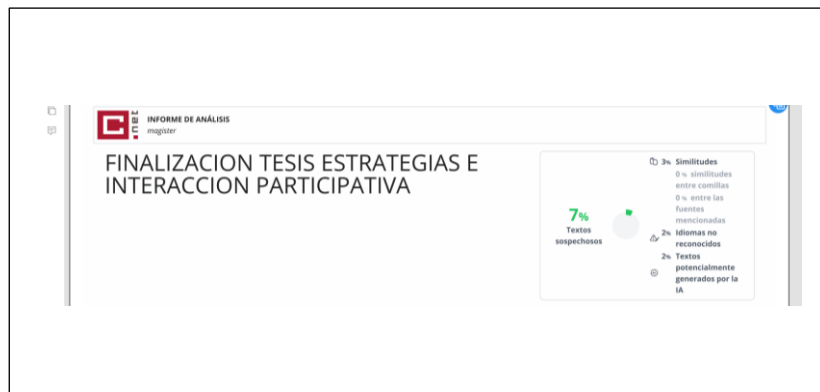 INFORME DE ANÁLISIS
magister
FINALIZACION TESIS ESTRATEGIAS E
INTERACCION PARTICIPATIVA
7%
Textos
sospechosos
3% Similitudes
0 % similitudes
entre comillas
0 % entre las
fuentes
mencionadas
2% Idiomas no
reconocidos
2% Textos
potencialmente
generados por la
IA